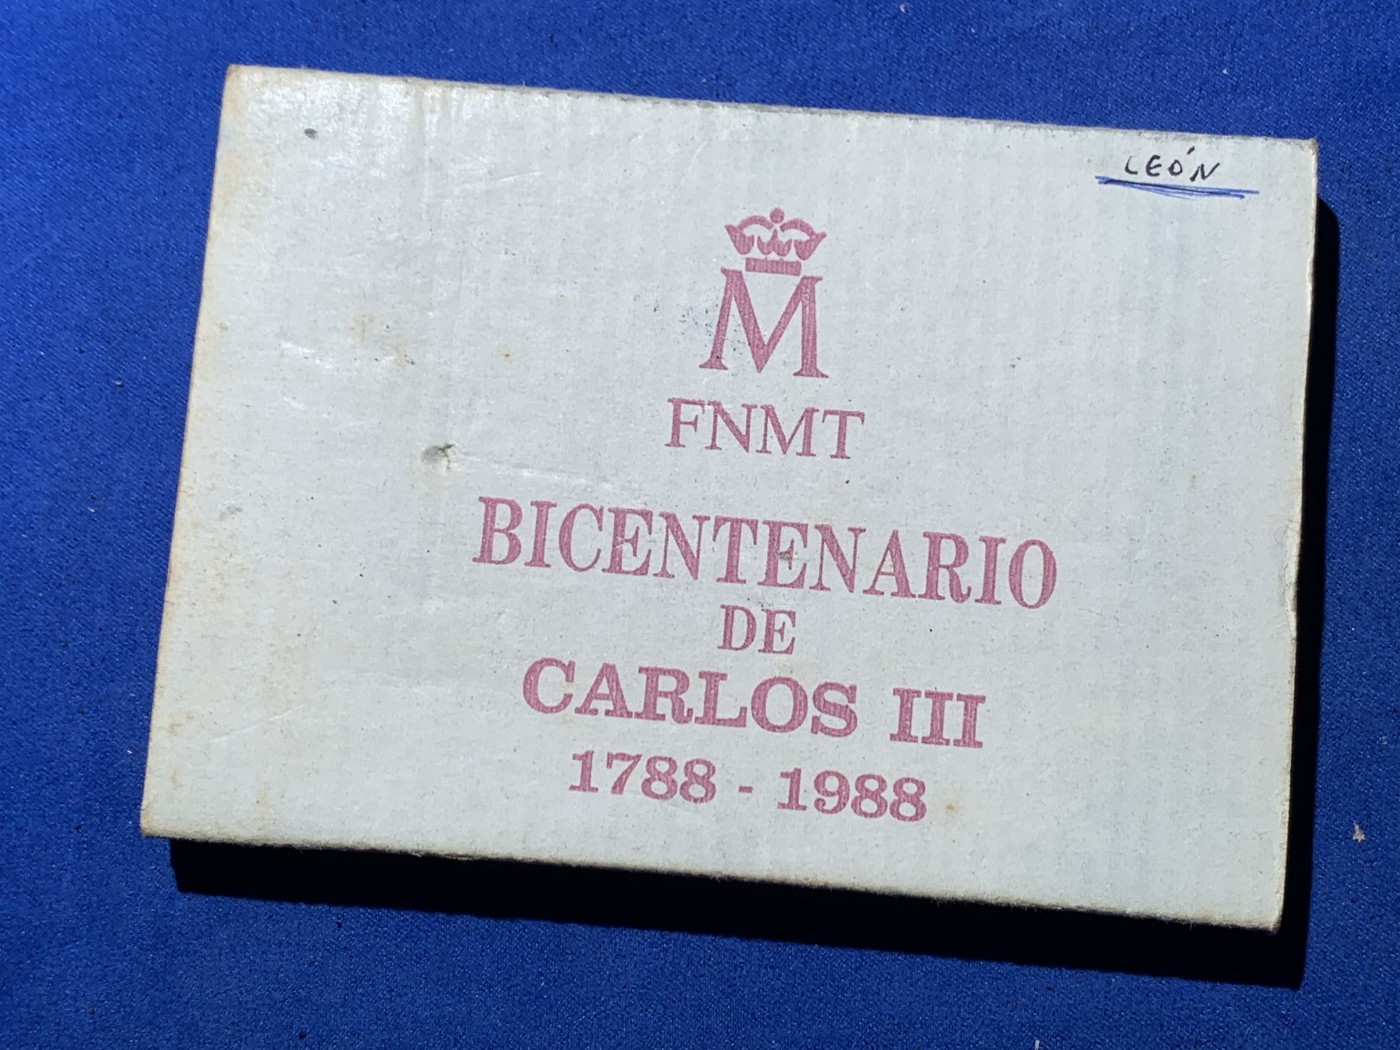 LEÓN
M
FNMT
BICENTENARIO
DE
CARLOS III
1788 - 1988